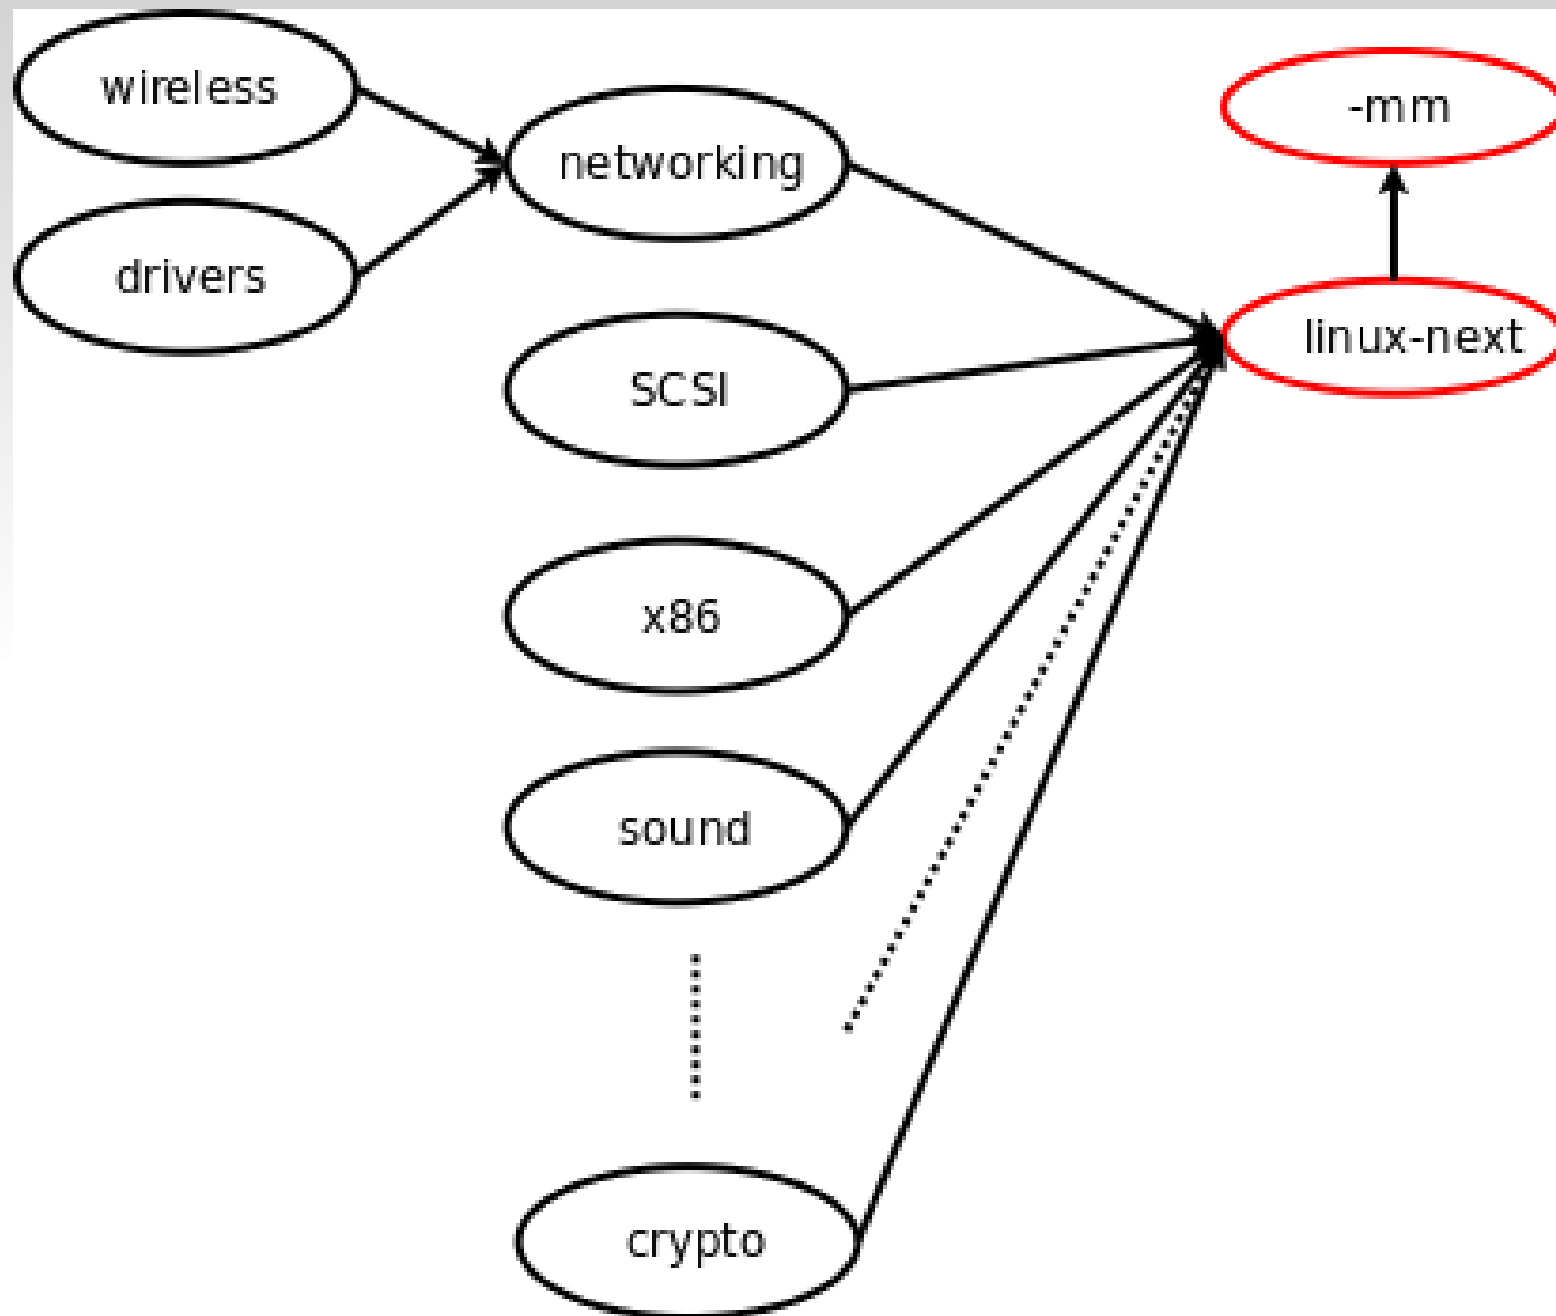 wireless
drivers
networking
SCSI
x86
sound
crypto
-mm
linux-next